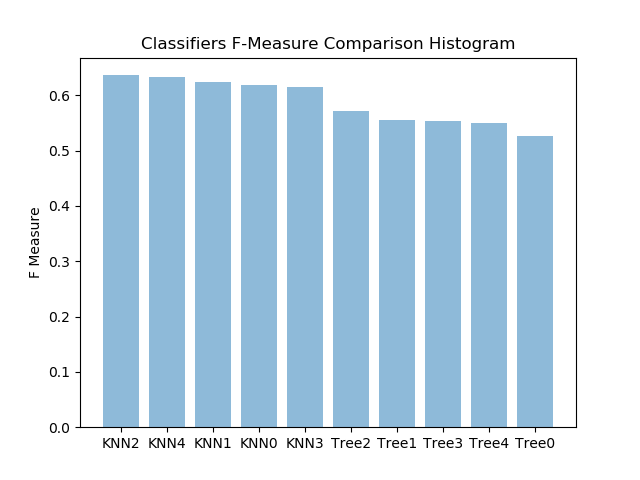 Classifiers F-Measure Comparison Histogram
F Measure
0.6
0.5
0.4
0.3
0.2
0.1
0.0
KNN2 KNN4 KNN1 KNN0 KNN3 Tree2 Tree1 Tree3 Tree4 Tree0